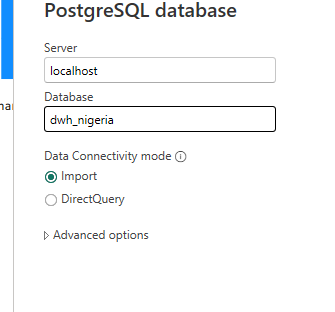 PostgreSQL database
Server
localhost
Database
dwh_nigeria
Data Connectivity mode
Import
DirectQuery
Advanced options